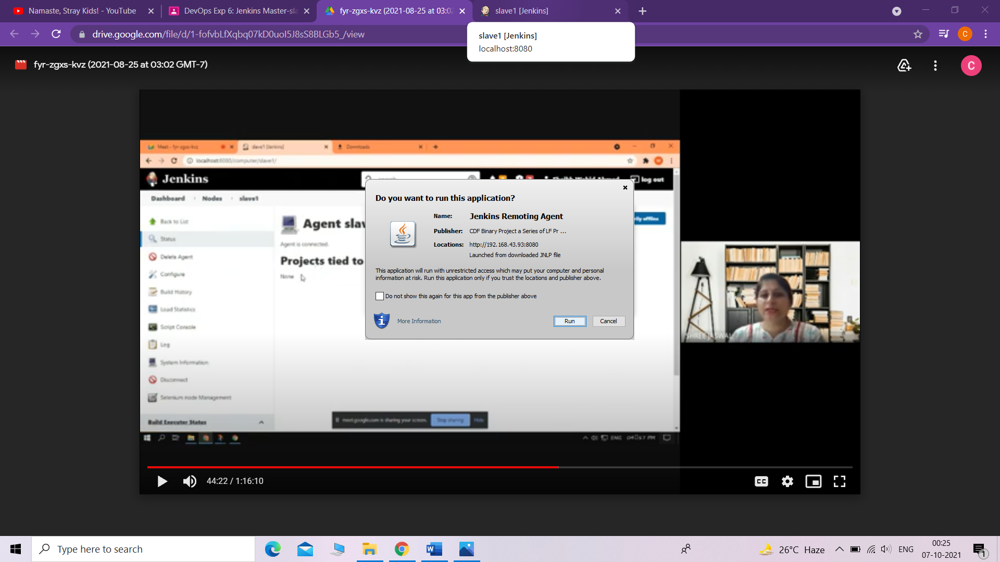 Namaste, Stray Kids! - YouTube
DevOps Exp 6: Jenkins Master-sla
fyr-zgxs-kvz (2021-08-25 at 03:02
slave1 [Jenkins]
drive.google.com/file/d/1-fofvbLfXqbq07kD0uoI5J8sS8BLGb5_/view
C
slave1 [Jenkins]
localhost:8080
fyr-zgxs-kvz (2021-08-25 at 03:02 GMT-7)
C
slave1 [Jenkins]
Downloads
localhost:8080/computer/slave1/
Jenkins
search
log out
Dashboard
Nodes
slave1
Back to List
Status
Delete Agent
Configure
Build History
Load Statistics
Script Console
Log
System Information
Disconnect
Selenium node Management
Build Executor Status
Agent slav
Agent is connected.
Projects tied to
None
Do you want to run this application?
Name: Jenkins Remoting Agent
Publisher: CDF Binary Project a Series of LF Pr ...
Locations: http://192.168.43.93:8080
Launched from downloaded JNLP file
This application will run with unrestricted access which may put your computer and personal
information at risk. Run this application only if you trust the locations and publisher above.
Do not show this again for this app from the publisher above
More Information
Run
Cancel
meet.google.com is sharing your screen.
Stop sharing
Hide
ENG
PM
44:22 / 1:16:10
CC
Type here to search
W
26°C Haze
ENG
00:25
07-10-2021
1